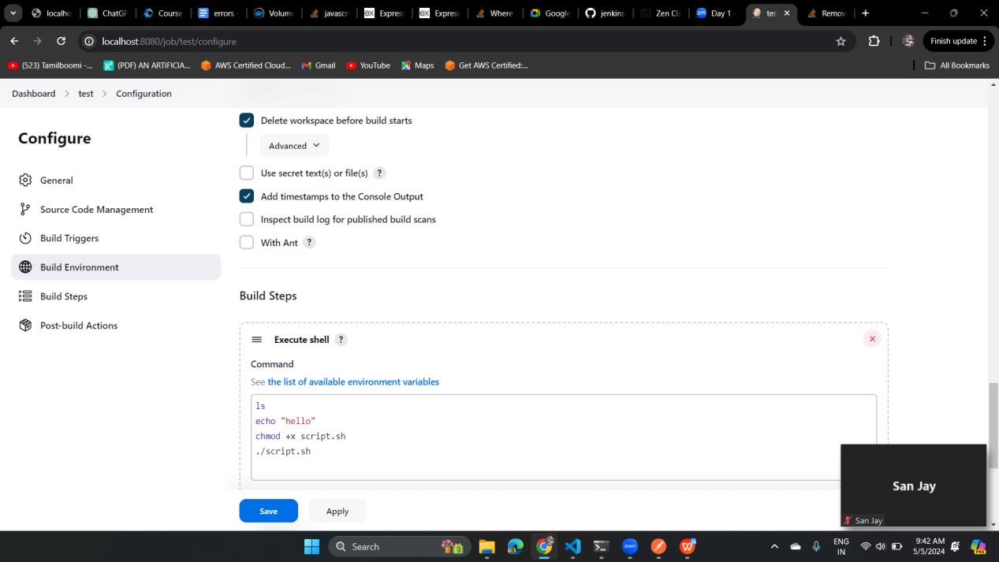 localho
ChatGP
Course
errors -
Volume
javascr
Express
Express
Where
Google
jenkins
Zen Cla
Day 1 -
tes
Remov
localhost:8080/job/test/configure
Finish update
(523) Tamilboomi -...
(PDF) AN ARTIFICIA...
AWS Certified Cloud...
Gmail
YouTube
Maps
Get AWS Certified:...
All Bookmarks
Dashboard > test > Configuration
Configure
General
Source Code Management
Build Triggers
Build Environment
Build Steps
Post-build Actions
Delete workspace before build starts
Advanced
Use secret text(s) or file(s) ?
Add timestamps to the Console Output
Inspect build log for published build scans
With Ant ?
Build Steps
Execute shell ?
Command
See the list of available environment variables
ls
echo "hello"
chmod +x script.sh
./script.sh
Save
Apply
San Jay
San Jay
Search
ENG
IN
9:42 AM
5/5/2024
PRE